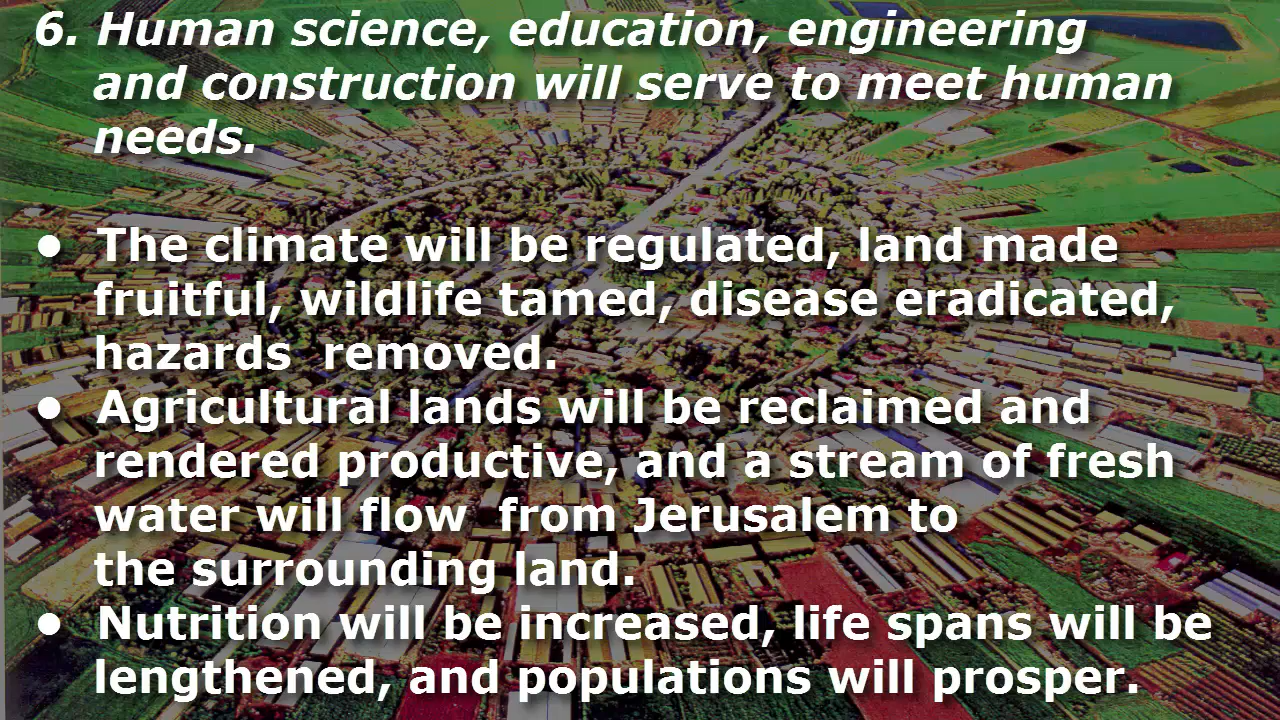 6. Human science, education, engineering
and construction will serve to meet human
needs.
● The climate will be regulated, land made
fruitful, wildlife tamed, disease eradicated,
hazards removed.
● Agricultural lands will be reclaimed and
rendered productive, and a stream of fresh
water will flow from Jerusalem to
the surrounding land.
● Nutrition will be increased, life spans will be
lengthened, and populations will prosper.